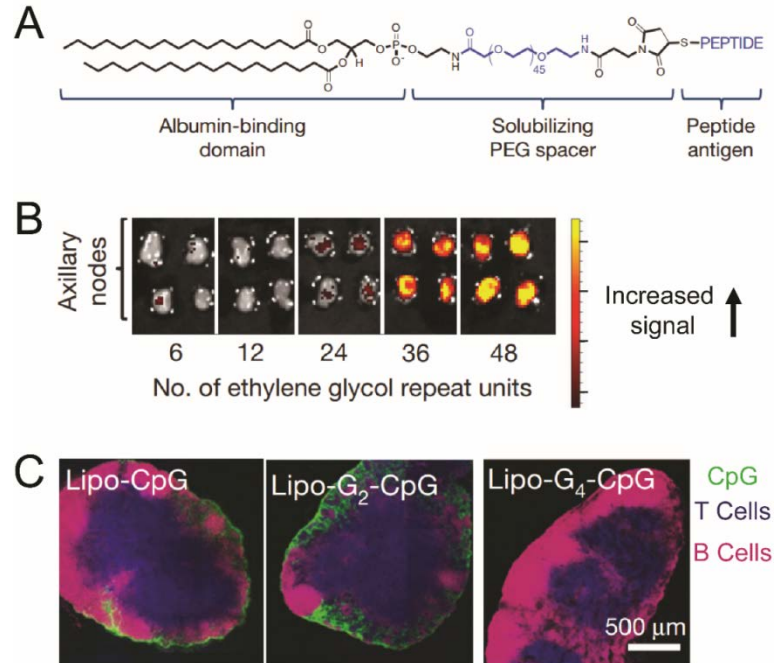 A
O
O
H
O
O
P
O
O-
O
N
H
O
O
O
45
H
N
O
N
O
O
S
PEPTIDE
Albumin-binding
domain
Solubilizing
PEG spacer
Peptide
antigen
B
Axillary
nodes
6 12 24 36 48
No. of ethylene glycol repeat units
Increased
signal
C
Lipo-CpG
Lipo-G2-CpG
Lipo-G4-CpG
CpG
T Cells
B Cells
500 μm